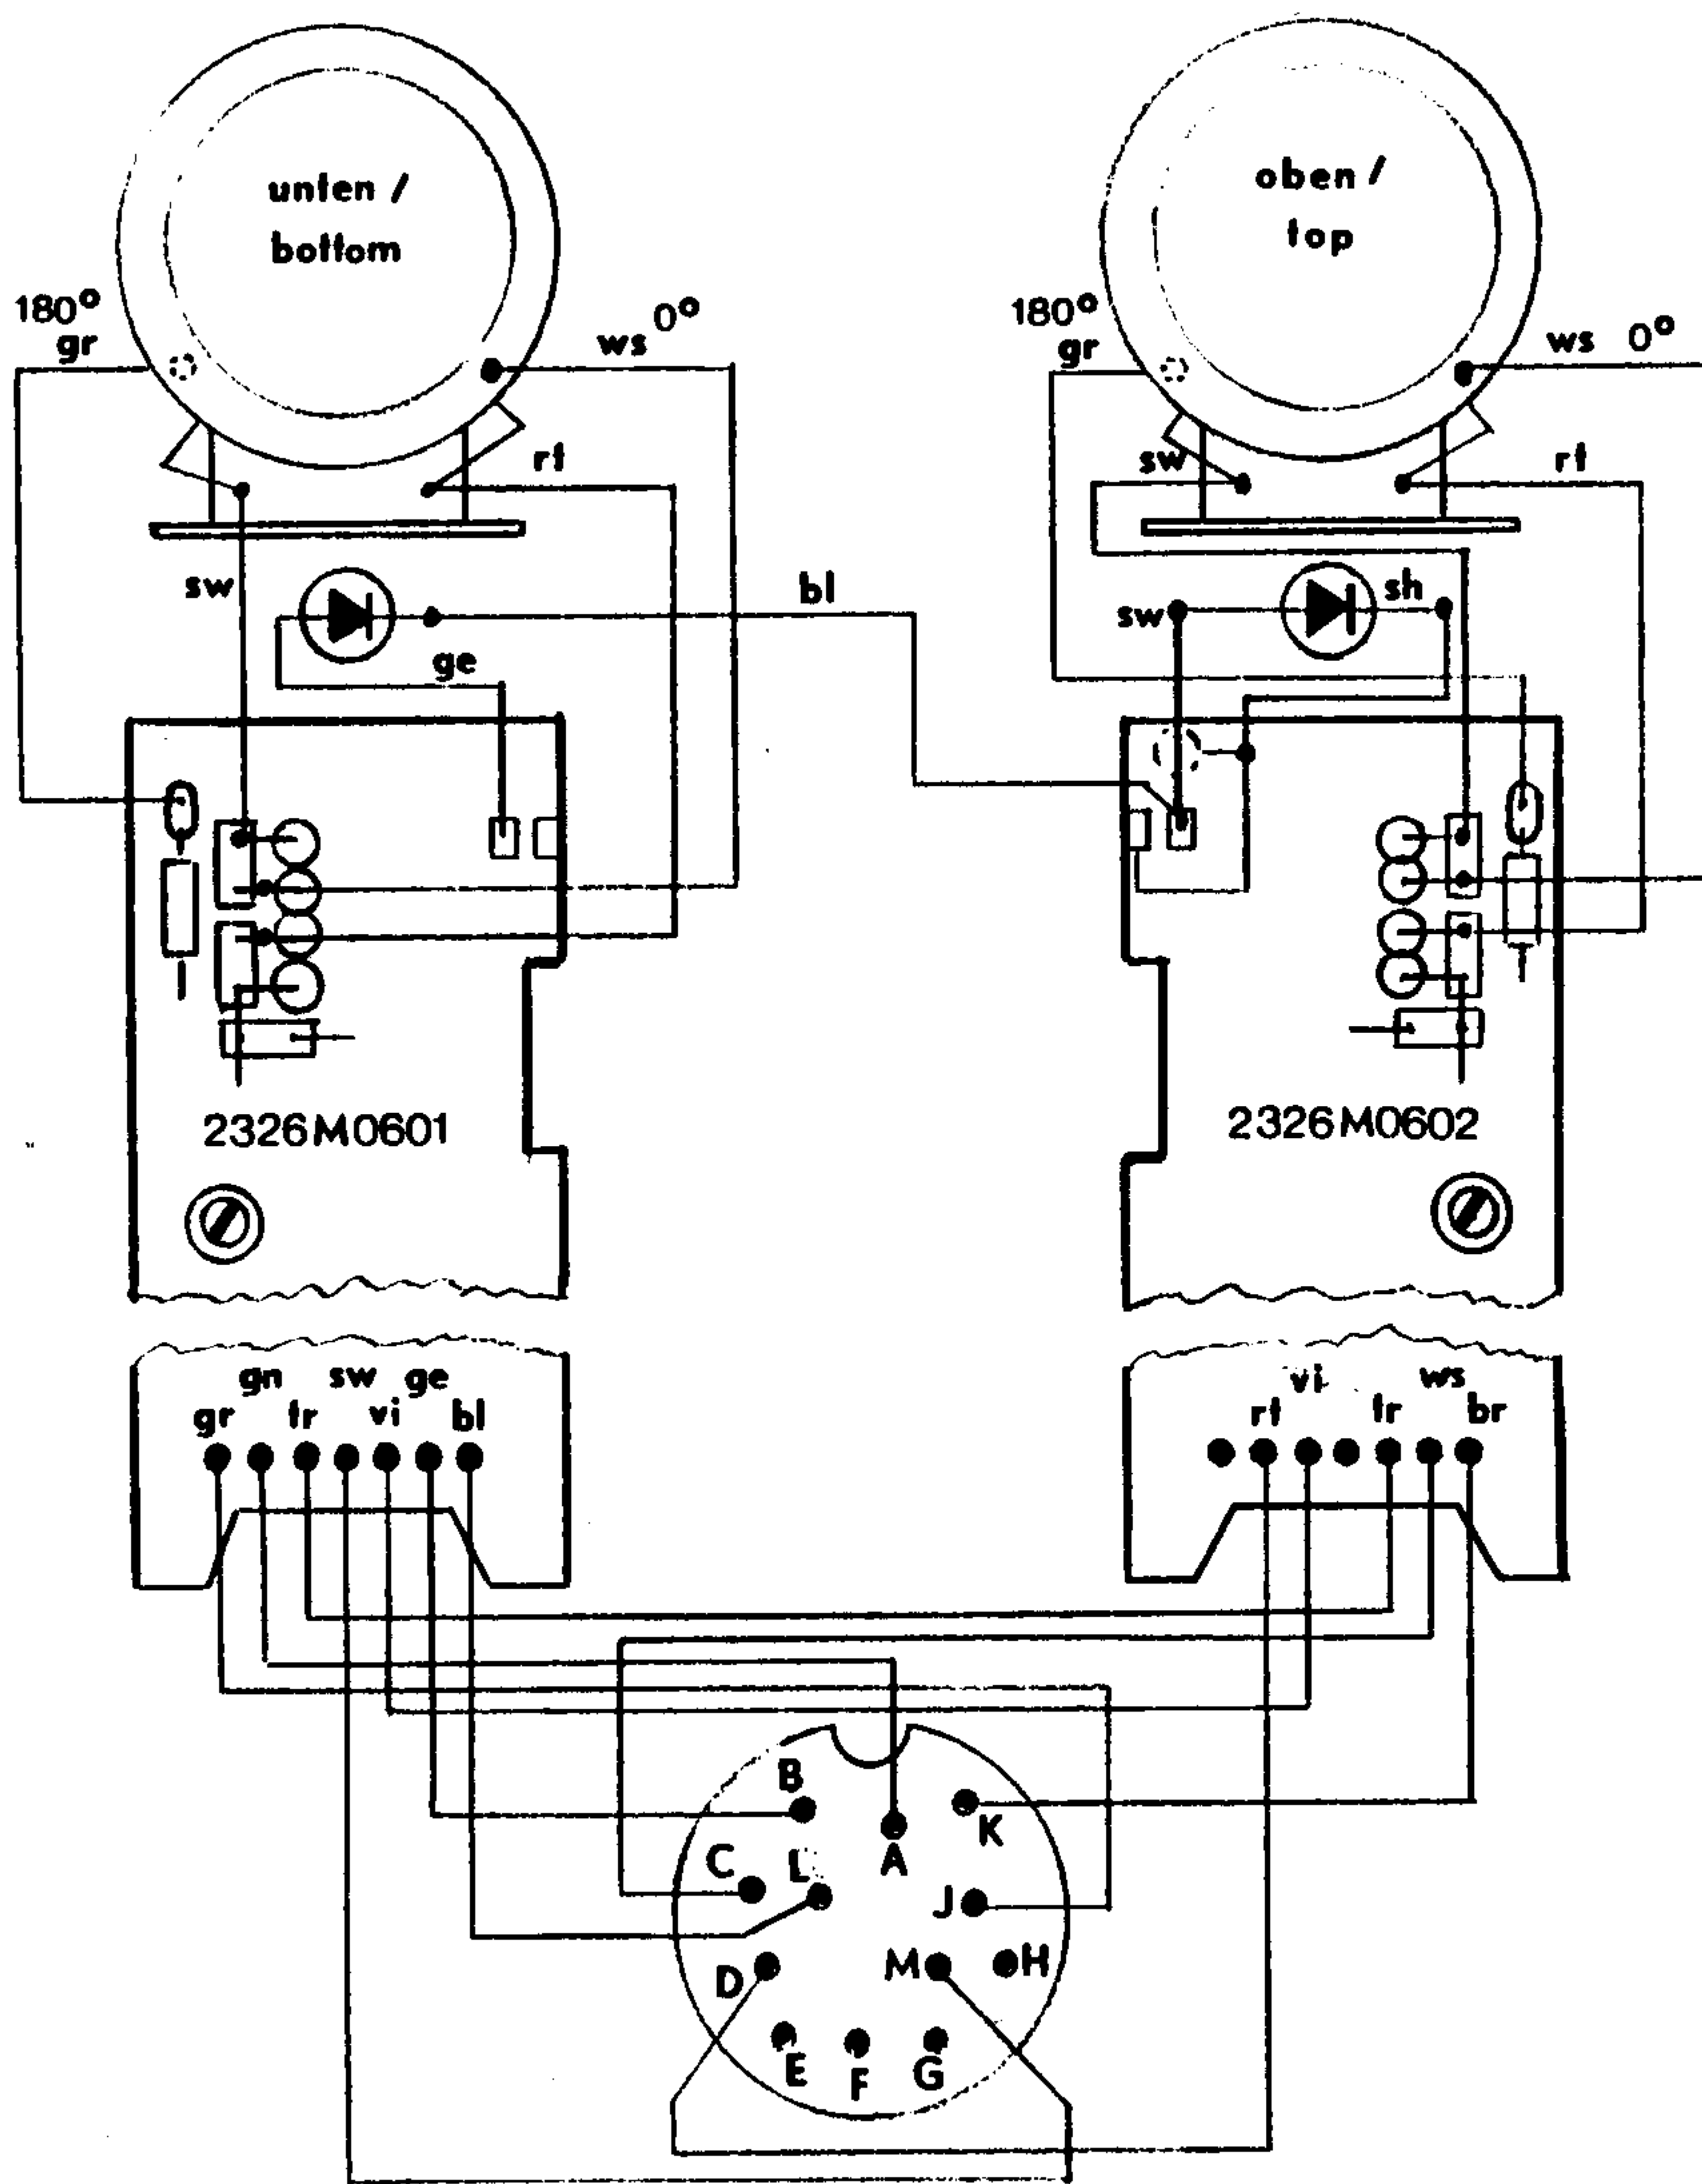 unten /
bottom
oben /
top
180°
gr
ws 0°
180°
gr
ws 0°
rt
sw
rt
sw
bl
sw
sh
ge
2326M0601
2326M0602
gn sw ge
gr tr vi bl
vi ws
rt tr br
B
K
A
C
L
J
D
M
H
E
F
G